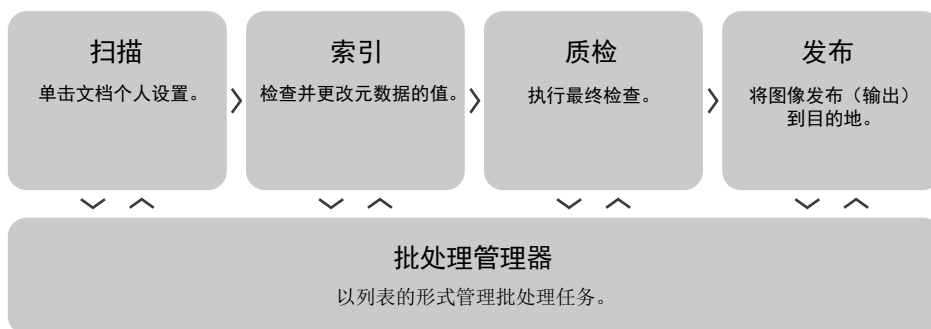 扫描
单击文档个人设置。
索引
检查并更改元数据的值。
质检
执行最终检查。
发布
将图像发布（输出）
到目的地。
批处理管理器
以列表的形式管理批处理任务。